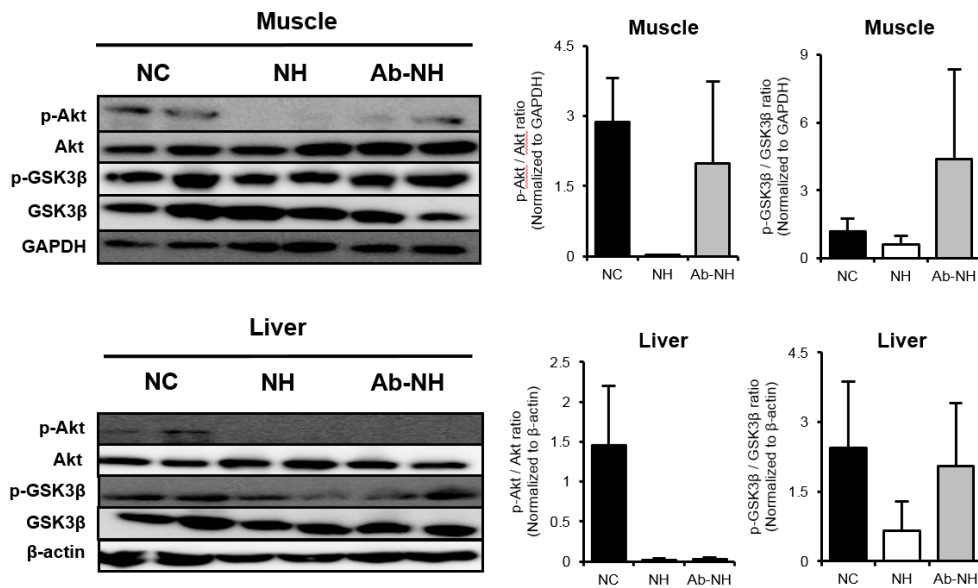 Muscle
NC NH Ab-NH
p-Akt
Akt
p-GSK3β
GSK3β
GAPDH
Muscle
p-Akt / Akt ratio
(Normalized to GAPDH)
4.5
3
1.5
0
NC NH Ab-NH
Muscle
p-GSK3β / GSK3β ratio
(Normalized to GAPDH)
9
6
3
0
NC NH Ab-NH
Liver
NC NH Ab-NH
p-Akt
Akt
p-GSK3β
GSK3β
β-actin
Liver
p-Akt / Akt ratio
(Normalized to β-actin)
2.5
2
1.5
1
0.5
0
NC NH Ab-NH
Liver
p-GSK3β / GSK3β ratio
(Normalized to β-actin)
4.5
3
1.5
0
NC NH Ab-NH